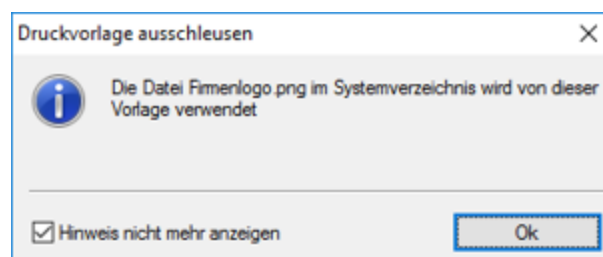 Druckvorlage ausschleusen
Die Datei Firmenlogo.png im Systemverzeichnis wird von dieser
Vorlage verwendet
Hinweis nicht mehr anzeigen
Ok